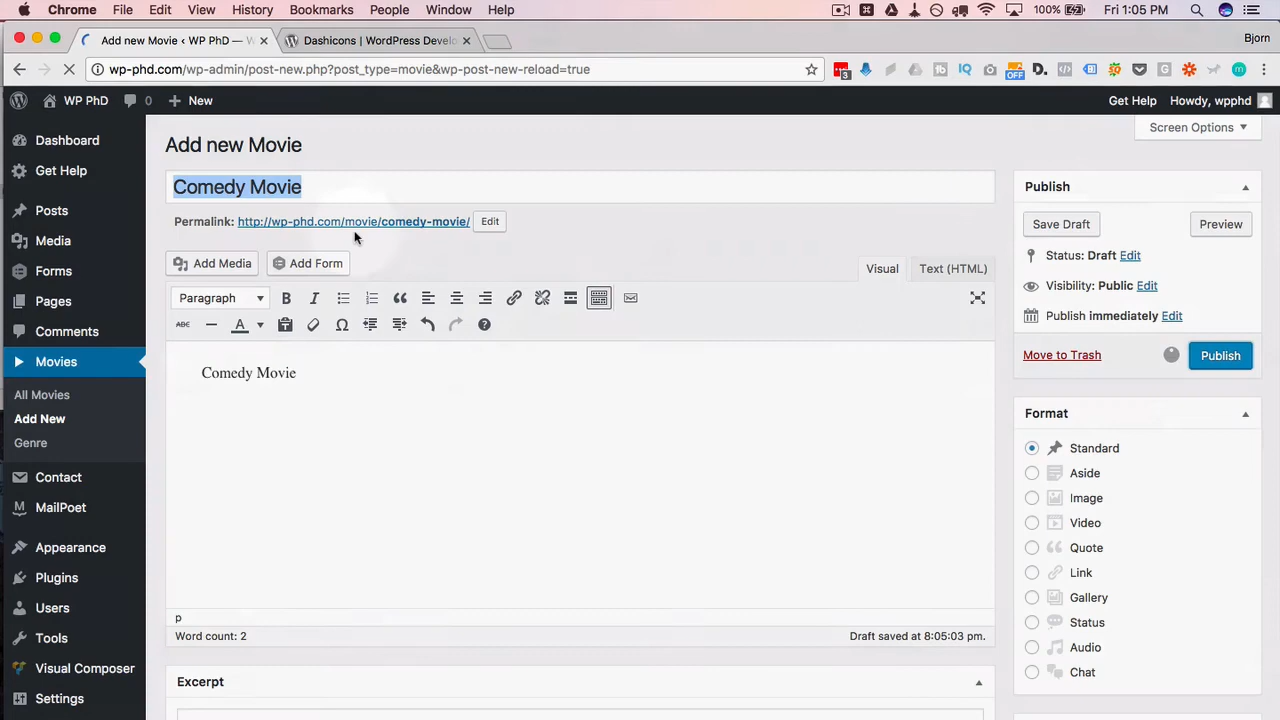 Chrome File Edit View History Bookmarks People Window Help 100% Fri 1:05 PM
Add new Movie ‹ WP PhD — W Dashicons | WordPress Develo Bjorn
wp-phd.com/wp-admin/post-new.php?post_type=movie&wp-post-new-reload=true
WP PhD 0 New Get Help Howdy, wpphd
Screen Options
Dashboard
Get Help
Posts
Media
Forms
Pages
Comments
Movies
All Movies
Add New
Genre
Contact
MailPoet
Appearance
Plugins
Users
Tools
Visual Composer
Settings
Add new Movie
Comedy Movie
Permalink: http://wp-phd.com/movie/comedy-movie/ Edit
Add Media Add Form
Visual Text (HTML)
Paragraph
B I
ABC A
Comedy Movie
p
Word count: 2 Draft saved at 8:05:03 pm.
Excerpt
Publish
Save Draft Preview
Status: Draft Edit
Visibility: Public Edit
Publish immediately Edit
Move to Trash Publish
Format
Standard
Aside
Image
Video
Quote
Link
Gallery
Status
Audio
Chat